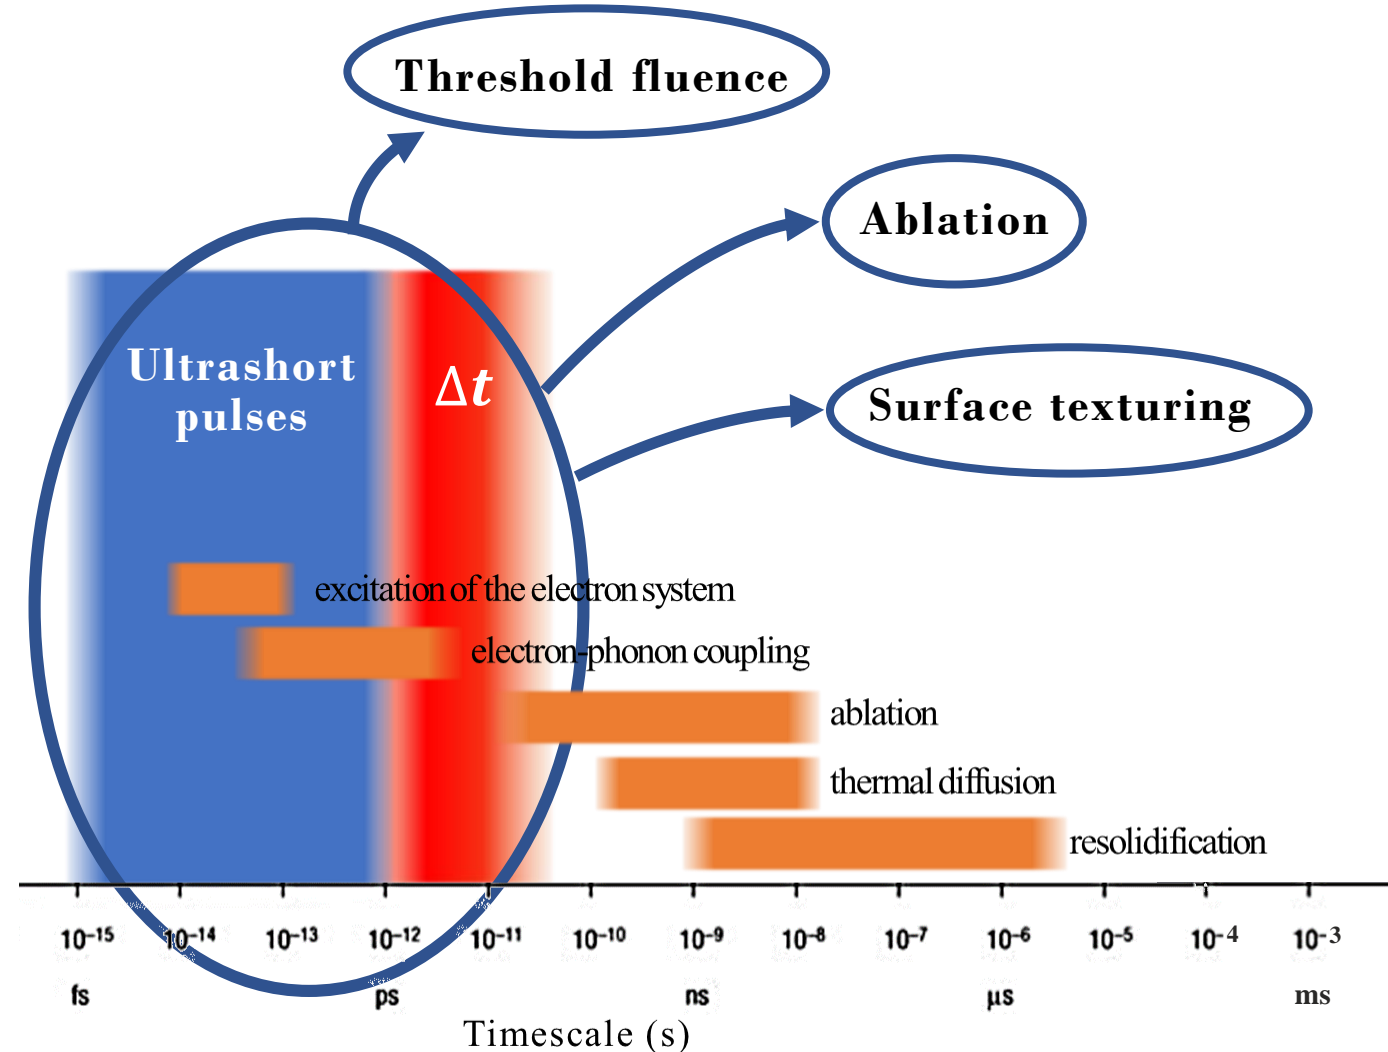 Threshold fluence
Ablation
Surface texturing
Ultrashort
pulses
Δt
excitation of the electron system
electron-phonon coupling
ablation
thermal diffusion
resolidification
10⁻¹⁵ 10⁻¹⁴ 10⁻¹³ 10⁻¹² 10⁻¹¹ 10⁻¹⁰ 10⁻⁹ 10⁻⁸ 10⁻⁷ 10⁻⁶ 10⁻⁵ 10⁻⁴ 10⁻³
fs ps ns μs ms
Timescale (s)